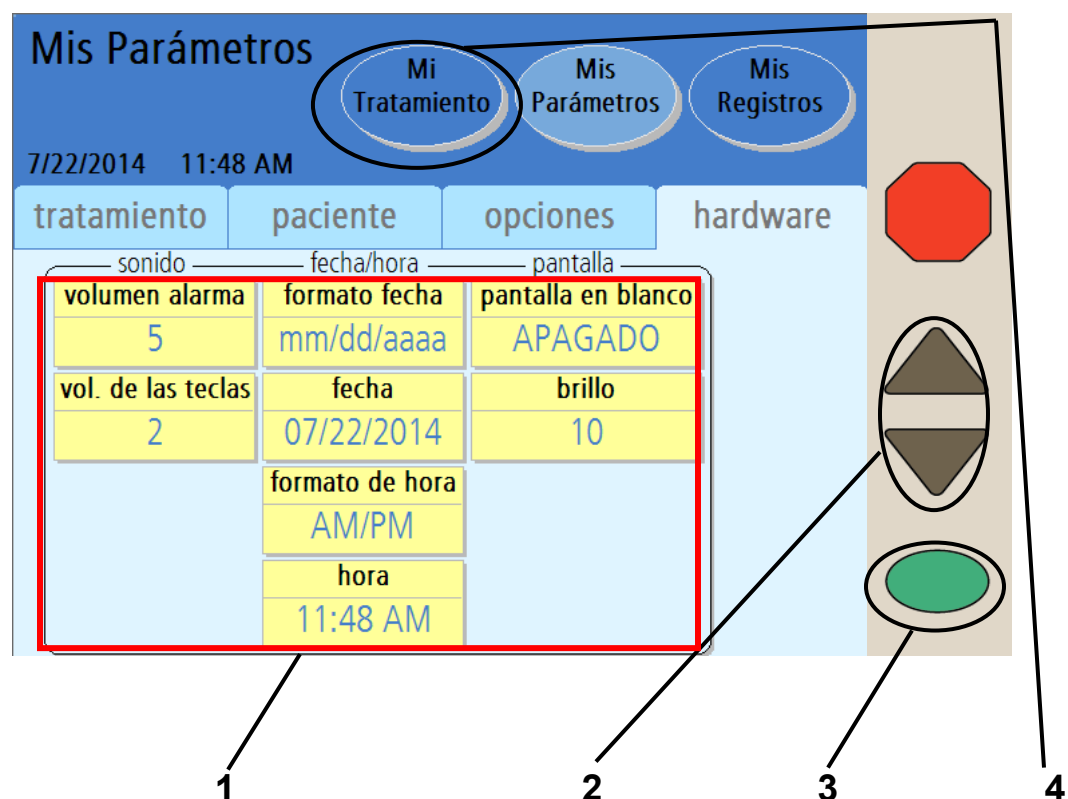 Mis Parámetros
Mi
Tratamiento
Mis
Parámetros
Mis
Registros
7/22/2014 11:48 AM
tratamiento paciente opciones hardware
sonido fecha/hora pantalla
volumen alarma formato fecha pantalla en blanco
5 mm/dd/aaaa APAGADO
vol. de las teclas fecha brillo
2 07/22/2014 10
formato de hora
AM/PM
hora
11:48 AM
1 2 3 4